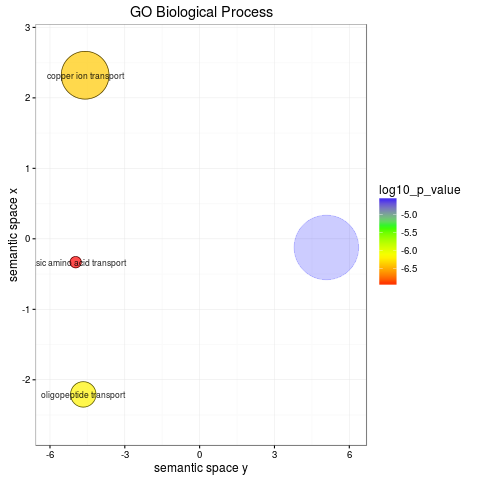 GO Biological Process
3
copper ion transport
2
1
log10_p_value
-5.0
0
-5.5
semantic space x
sic amino acid transport
-6.0
-6.5
-1
-2
oligopeptide transport
-6
-3
0
3
6
semantic space y